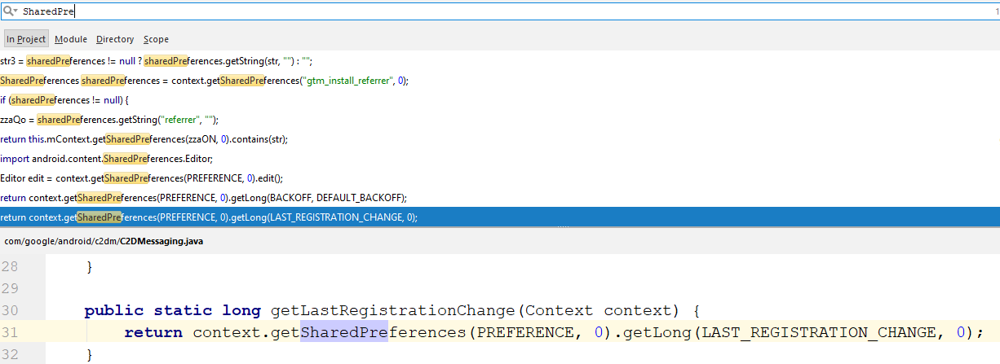 SharedPre
1
In Project Module Directory Scope
str3 = sharedPreferences != null ? sharedPreferences.getString(str, "") : "";
SharedPreferences sharedPreferences = context.getSharedPreferences("gtm_install_referrer", 0);
if (sharedPreferences != null) {
zzaQo = sharedPreferences.getString("referrer", "");
return this.mContext.getSharedPreferences(zzaON, 0).contains(str);
import android.content.SharedPreferences.Editor;
Editor edit = context.getSharedPreferences(PREFERENCE, 0).edit();
return context.getSharedPreferences(PREFERENCE, 0).getLong(BACKOFF, DEFAULT_BACKOFF);
return context.getSharedPreferences(PREFERENCE, 0).getLong(LAST_REGISTRATION_CHANGE, 0);
com/google/android/c2dm/C2DMessaging.java
28 }
29
30 public static long getLastRegistrationChange(Context context) {
31 return context.getSharedPreferences(PREFERENCE, 0).getLong(LAST_REGISTRATION_CHANGE, 0);
32 }